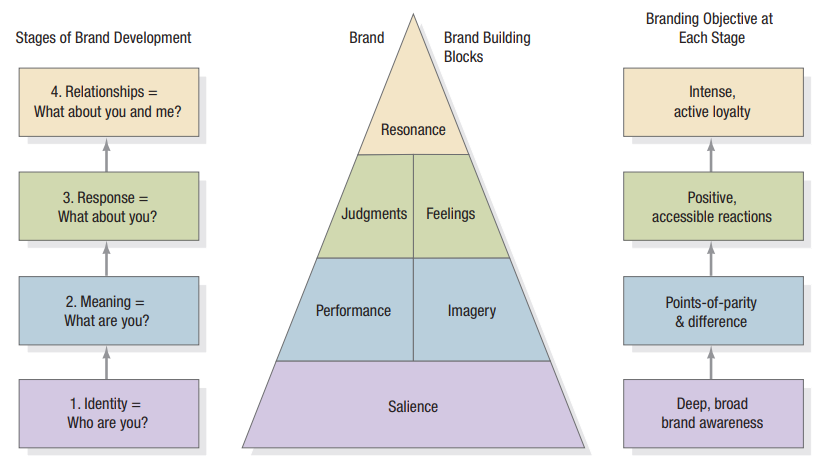 Stages of Brand Development
4. Relationships =
What about you and me?
3. Response =
What about you?
2. Meaning =
What are you?
1. Identity =
Who are you?
Brand
Brand Building
Blocks
Resonance
Judgments
Feelings
Performance
Imagery
Salience
Branding Objective at
Each Stage
Intense,
active loyalty
Positive,
accessible reactions
Points-of-parity
& difference
Deep, broad
brand awareness